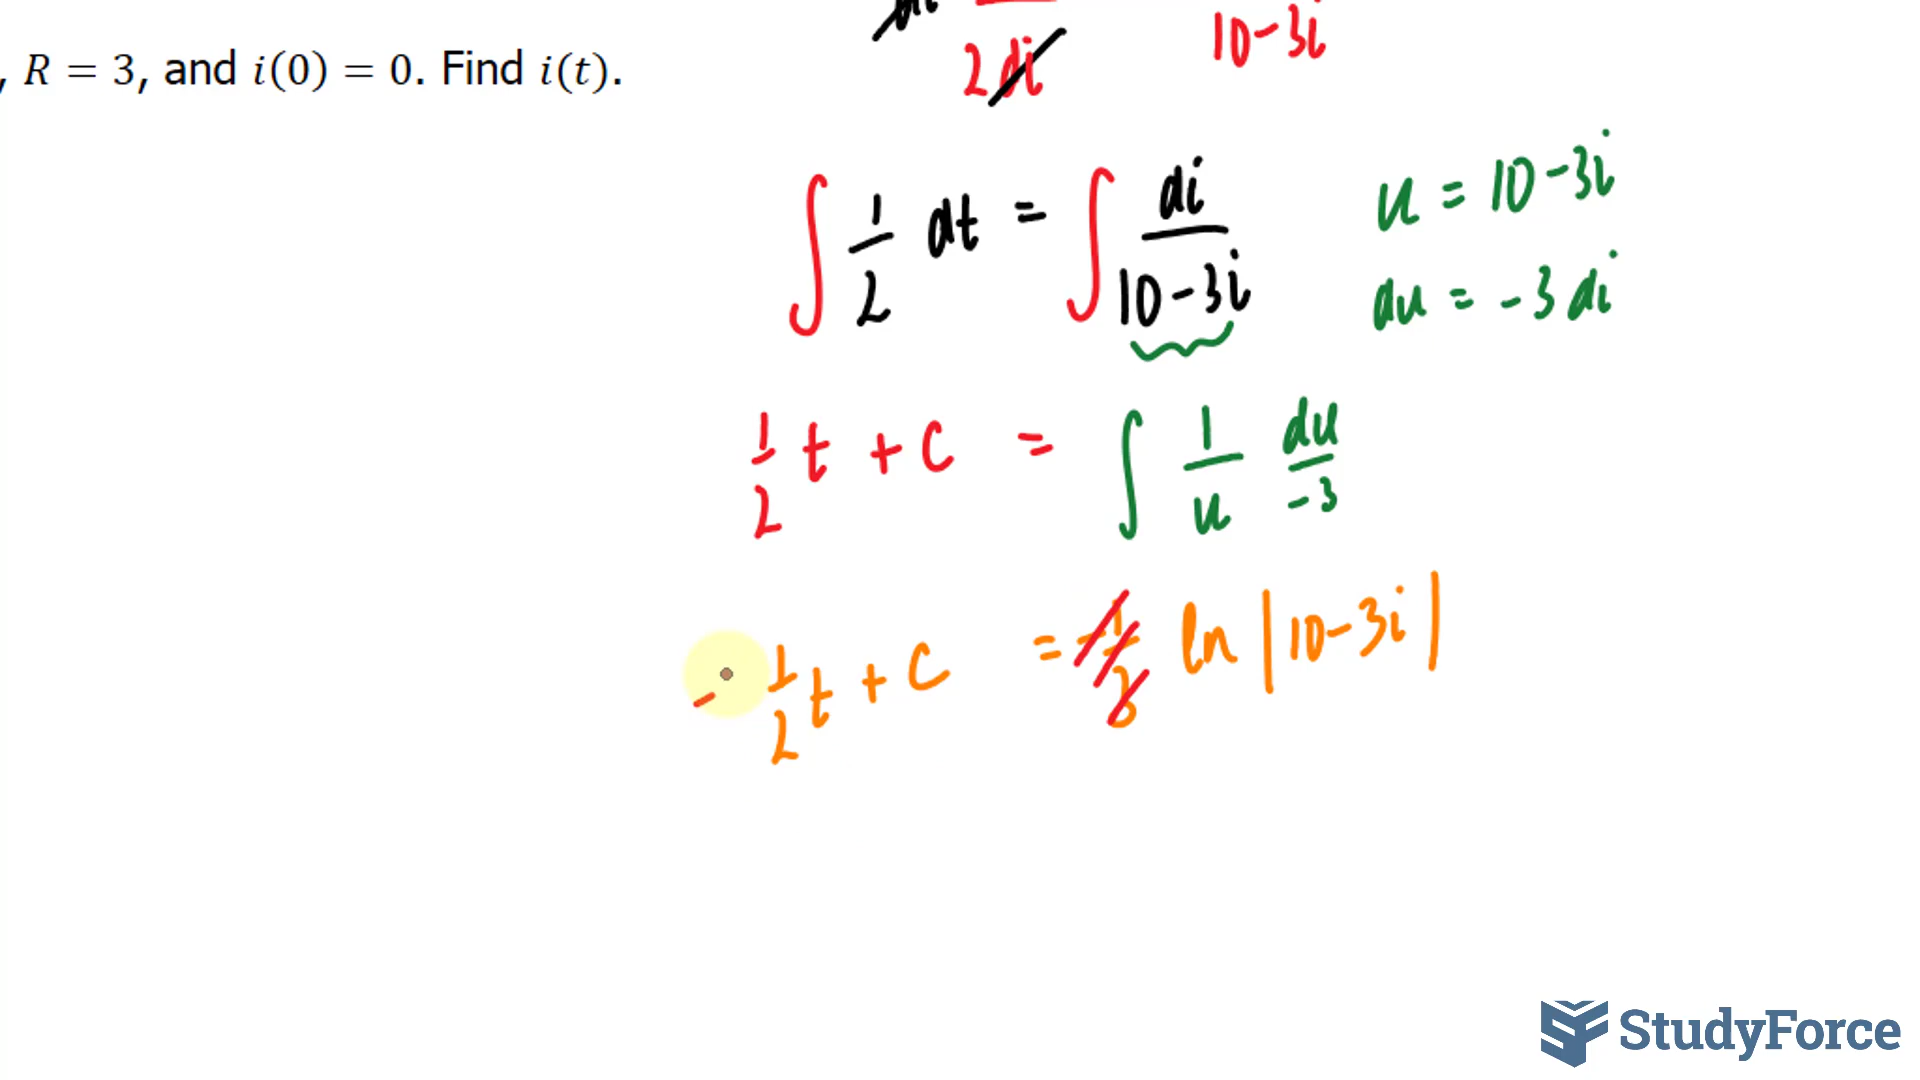 , R = 3, and i(0) = 0. Find i(t).
2di 10-3i
∫ 1/2 dt = ∫ di/(10-3i) u = 10-3i
du = -3 di
1/2 t + C = ∫ 1/u du/-3
- 1/2 t + C = -1/3 ln |10-3i|
StudyForce